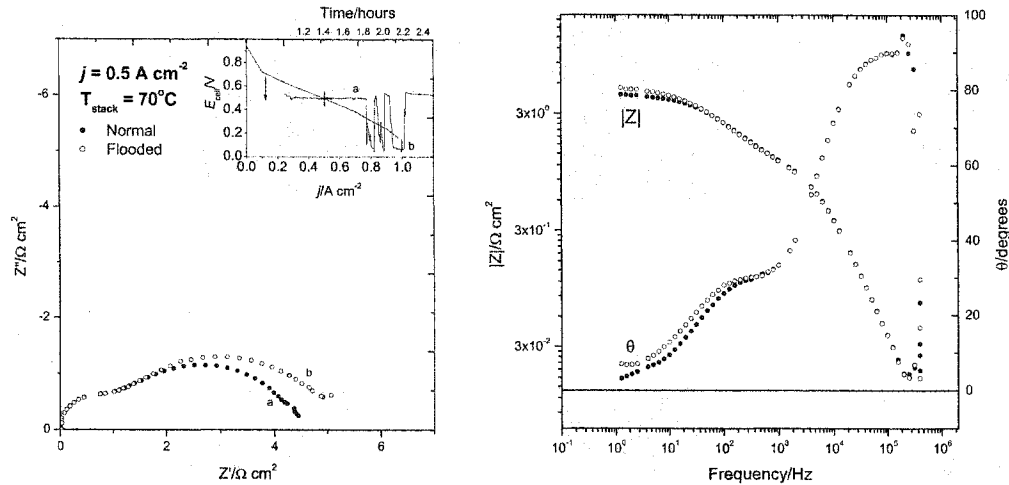 Time/hours
1.2 1.4 1.6 1.8 2.0 2.2 2.4
j = 0.5 A cm⁻²
T_stack = 70°C
Normal
Flooded
E_cell/V
0.8
0.6
0.4
0.2
0.0
a
b
0.0 0.2 0.4 0.6 0.8 1.0
j/A cm⁻²
Z''/Ω cm²
-6
-4
-2
0
b
a
0 2 4 6
Z'/Ω cm²
|Z|/Ω cm²
3x10⁰
3x10⁻¹
3x10⁻²
|Z|
θ
100
80
60
40
30
20
10
0
θ/degrees
10⁻¹ 10⁰ 10¹ 10² 10³ 10⁴ 10⁵ 10⁶
Frequency/Hz